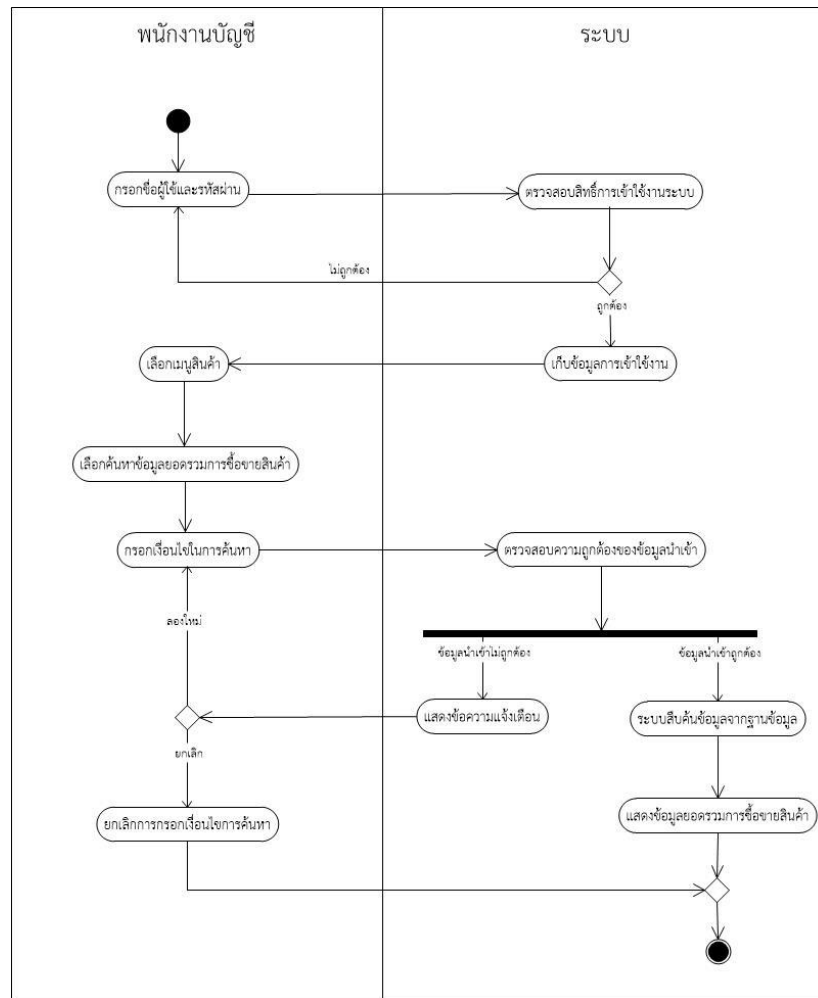 พนักงานบัญชี
ระบบ
กรอกชื่อผู้ใช้และรหัสผ่าน
ตรวจสอบสิทธิ์การเข้าใช้งานระบบ
ไม่ถูกต้อง
ถูกต้อง
เลือกเมนูสินค้า
เก็บข้อมูลการเข้าใช้งาน
เลือกค้นหาข้อมูลยอดรวมการซื้อขายสินค้า
กรอกเงื่อนไขในการค้นหา
ตรวจสอบความถูกต้องของข้อมูลนำเข้า
ลองใหม่
ข้อมูลนำเข้าไม่ถูกต้อง
ข้อมูลนำเข้าถูกต้อง
แสดงข้อความแจ้งเตือน
ระบบสืบค้นข้อมูลจากฐานข้อมูล
ยกเลิก
ยกเลิกการกรอกเงื่อนไขการค้นหา
แสดงข้อมูลยอดรวมการซื้อขายสินค้า